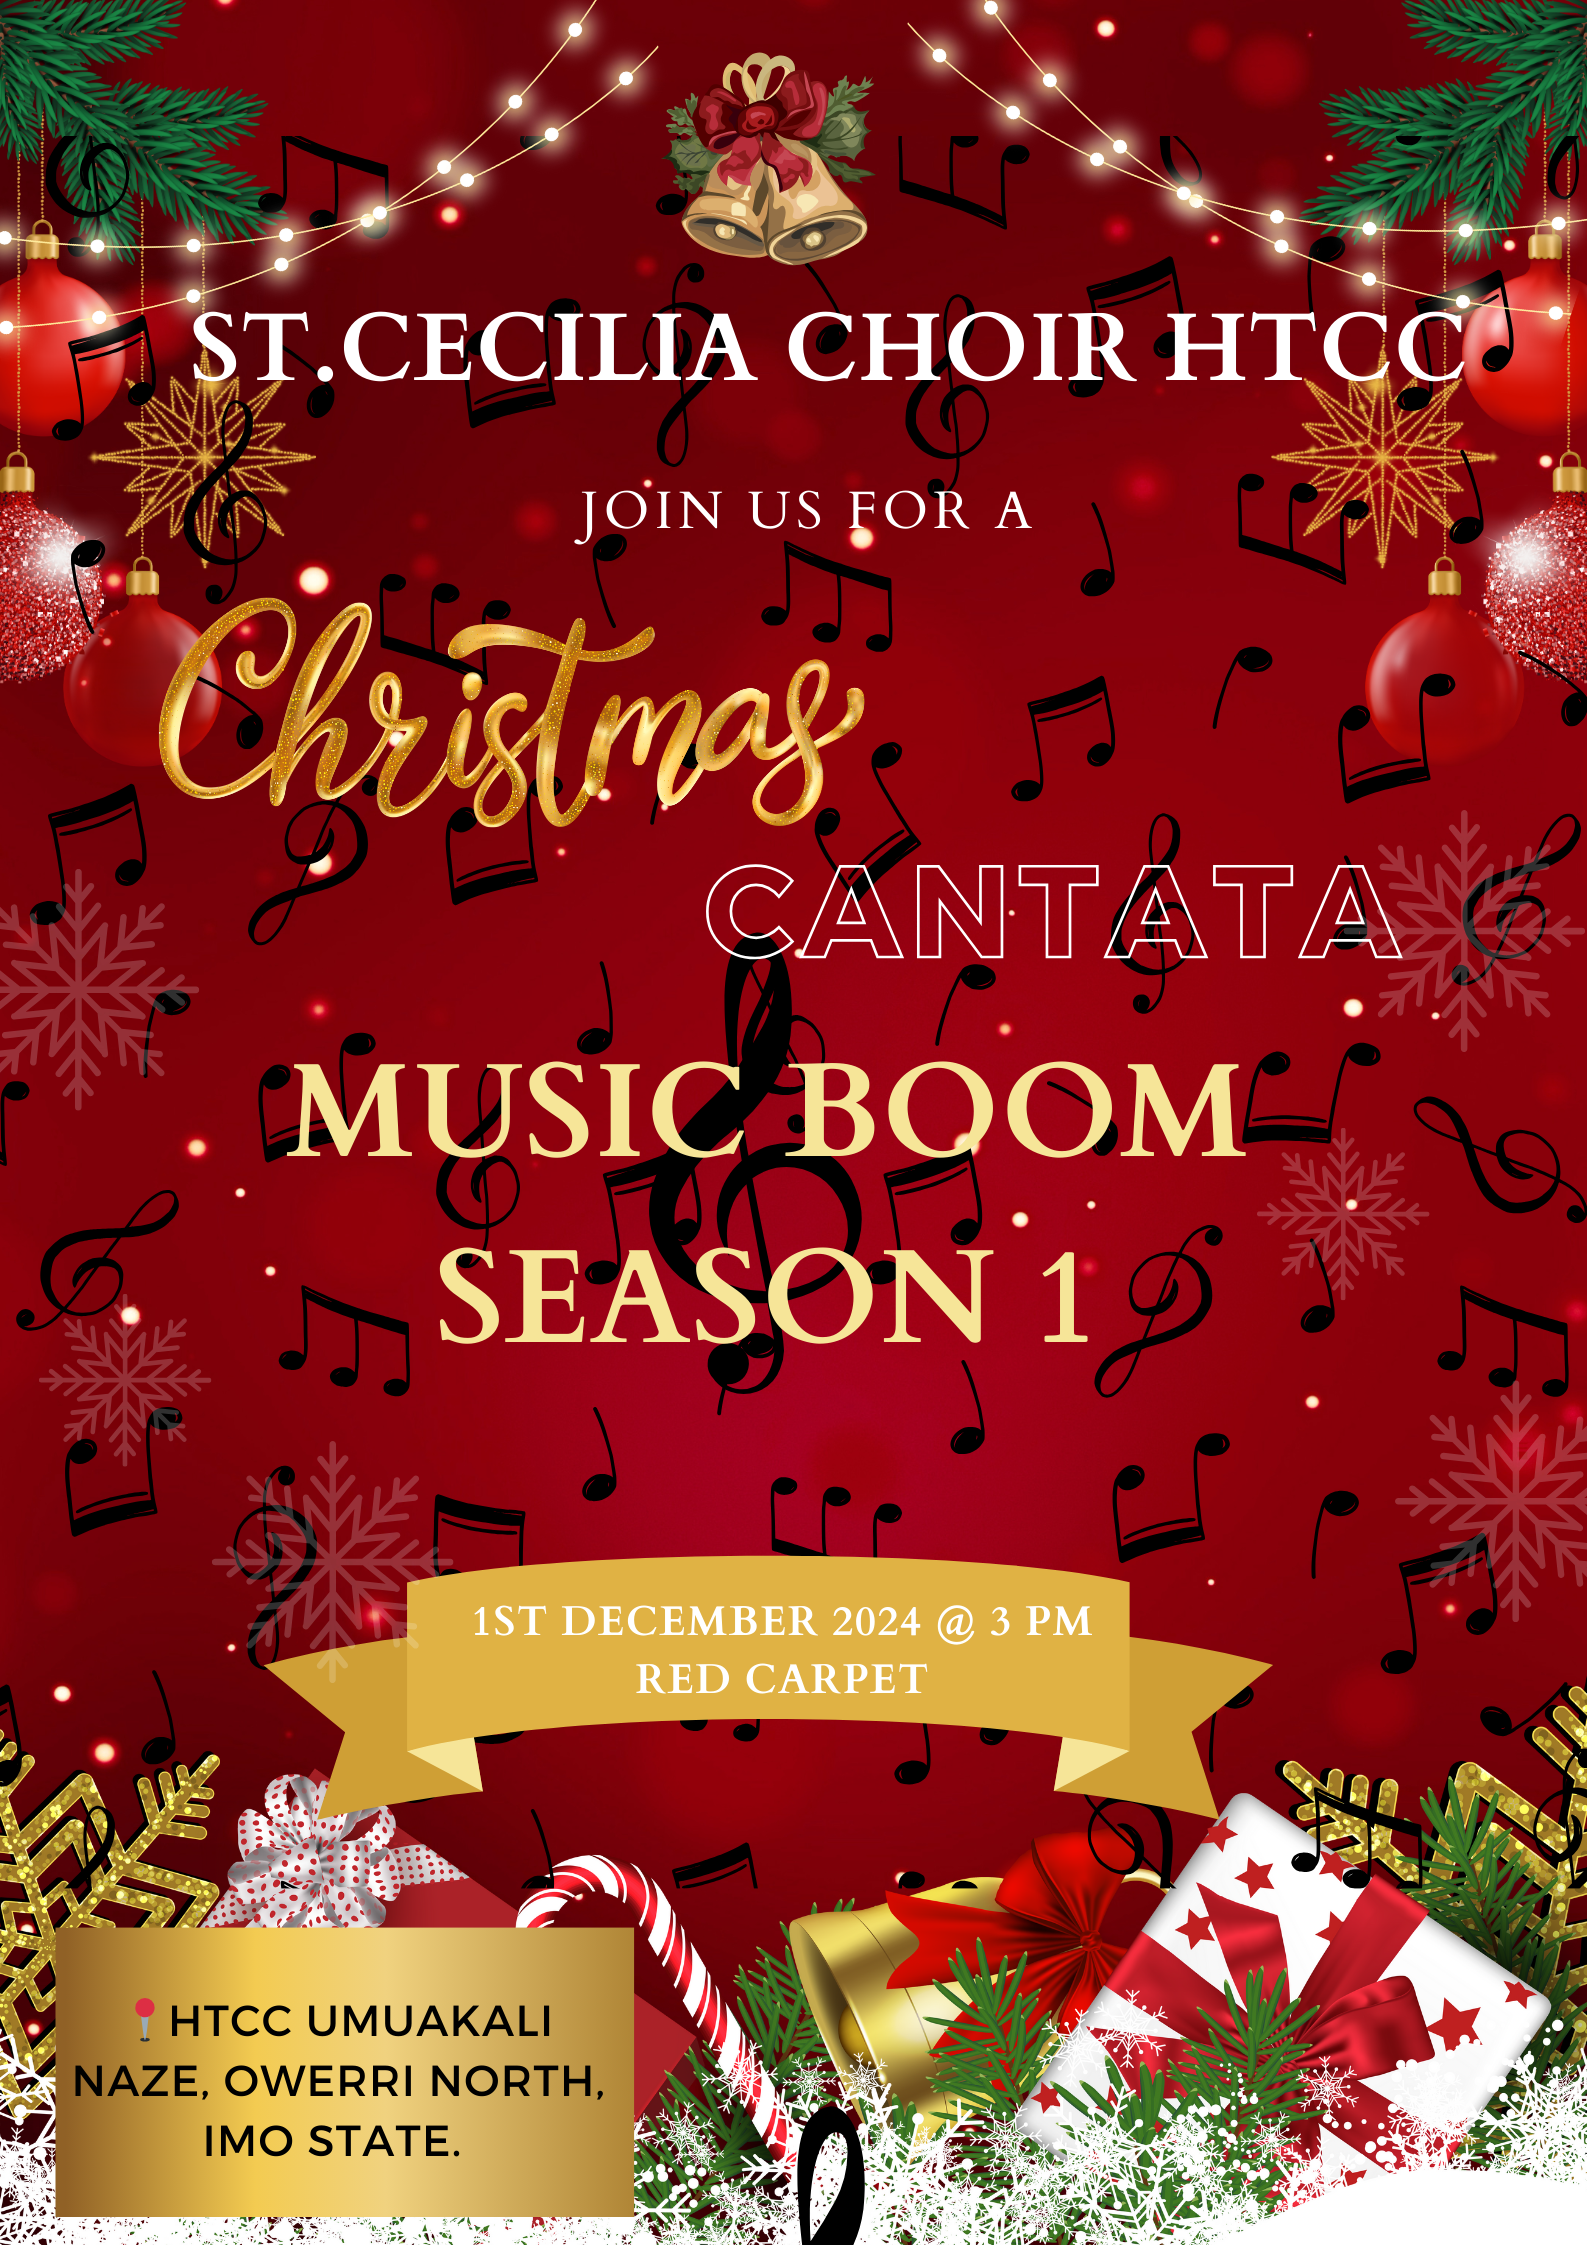 ST.CECILIA CHOIR HTCC
JOIN US FOR A
Christmas
CANTATA
MUSIC BOOM
SEASON 1
1ST DECEMBER 2024 @ 3 PM
RED CARPET
📍HTCC UMUAKALI
NAZE, OWERRI NORTH,
IMO STATE.